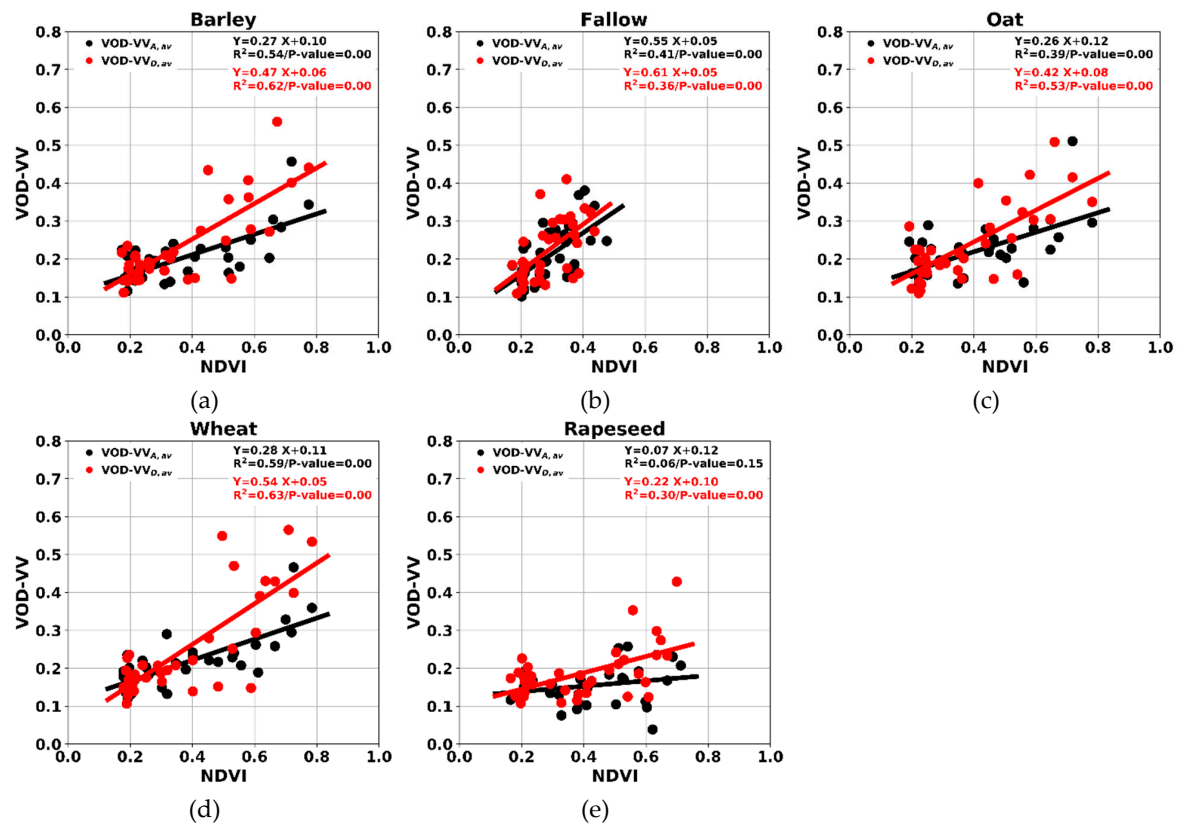 Barley
VOD-VV
0.8
0.7
0.6
0.5
0.4
0.3
0.2
0.1
0.0
VOD-VVA,av
VOD-VVD,av
Y=0.27 X+0.10
R²=0.54/P-value=0.00
Y=0.47 X+0.06
R²=0.62/P-value=0.00
0.0 0.2 0.4 0.6 0.8 1.0
NDVI
(a)
Fallow
VOD-VV
0.8
0.7
0.6
0.5
0.4
0.3
0.2
0.1
0.0
VOD-VVA,av
VOD-VVD,av
Y=0.55 X+0.05
R²=0.41/P-value=0.00
Y=0.61 X+0.05
R²=0.36/P-value=0.00
0.0 0.2 0.4 0.6 0.8 1.0
NDVI
(b)
Oat
VOD-VV
0.8
0.7
0.6
0.5
0.4
0.3
0.2
0.1
0.0
VOD-VVA,av
VOD-VVD,av
Y=0.26 X+0.12
R²=0.39/P-value=0.00
Y=0.42 X+0.08
R²=0.53/P-value=0.00
0.0 0.2 0.4 0.6 0.8 1.0
NDVI
(c)
Wheat
VOD-VV
0.8
0.7
0.6
0.5
0.4
0.3
0.2
0.1
0.0
VOD-VVA,av
VOD-VVD,av
Y=0.28 X+0.11
R²=0.59/P-value=0.00
Y=0.54 X+0.05
R²=0.63/P-value=0.00
0.0 0.2 0.4 0.6 0.8 1.0
NDVI
(d)
Rapeseed
VOD-VV
0.8
0.7
0.6
0.5
0.4
0.3
0.2
0.1
0.0
VOD-VVA,av
VOD-VVD,av
Y=0.07 X+0.12
R²=0.06/P-value=0.15
Y=0.22 X+0.10
R²=0.30/P-value=0.00
0.0 0.2 0.4 0.6 0.8 1.0
NDVI
(e)